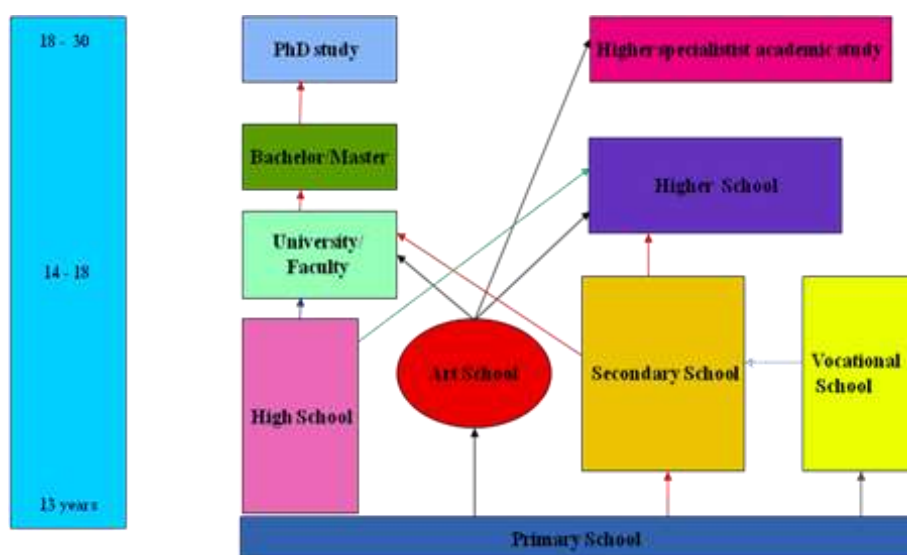 18 - 30
PhD study
Higher specialistist academic study
Bachelor/Master
Higher School
University/
Faculty
14 - 18
Art School
Secondary School
Vocational
School
High School
13 years
Primary School